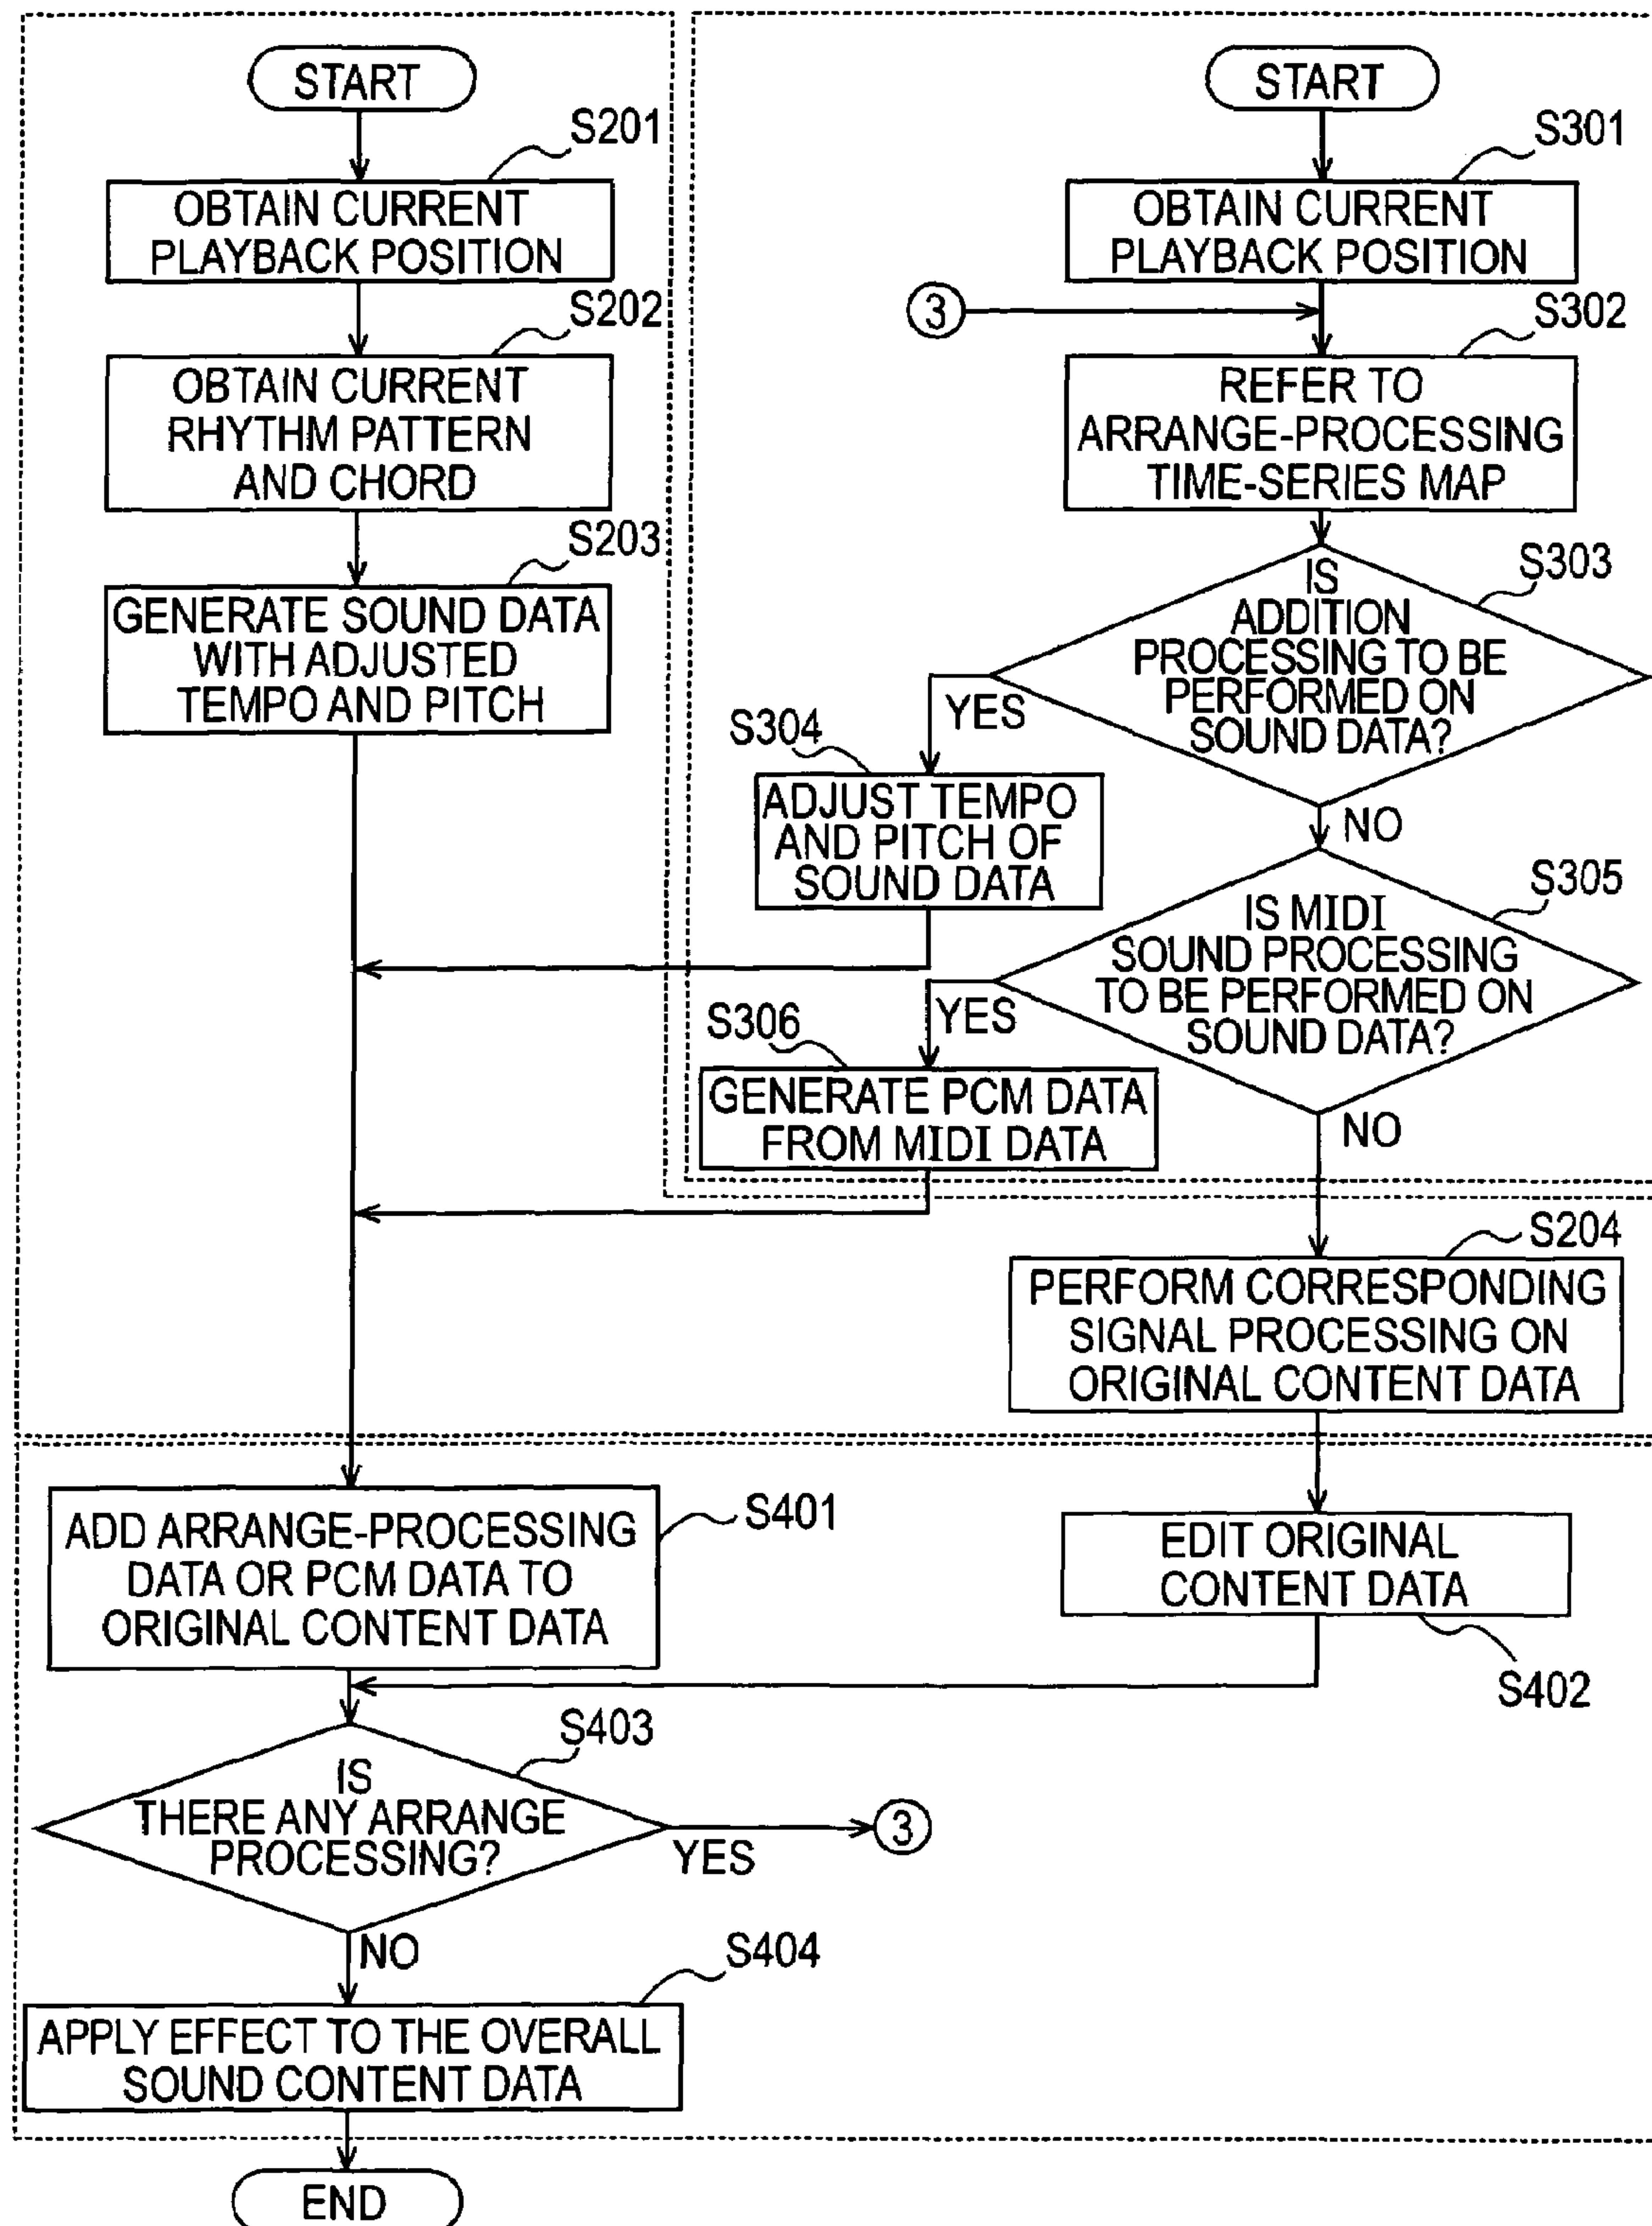 START
S201
OBTAIN CURRENT
PLAYBACK POSITION
S202
OBTAIN CURRENT
RHYTHM PATTERN
AND CHORD
S203
GENERATE SOUND DATA
WITH ADJUSTED
TEMPO AND PITCH
START
S301
OBTAIN CURRENT
PLAYBACK POSITION
3
S302
REFER TO
ARRANGE-PROCESSING
TIME-SERIES MAP
S303
IS
ADDITION
PROCESSING TO BE
PERFORMED ON
SOUND DATA?
YES
S304
ADJUST TEMPO
AND PITCH OF
SOUND DATA
NO
S305
IS MIDI
SOUND PROCESSING
TO BE PERFORMED ON
SOUND DATA?
YES
S306
GENERATE PCM DATA
FROM MIDI DATA
NO
S204
PERFORM CORRESPONDING
SIGNAL PROCESSING ON
ORIGINAL CONTENT DATA
S401
ADD ARRANGE-PROCESSING
DATA OR PCM DATA TO
ORIGINAL CONTENT DATA
EDIT ORIGINAL
CONTENT DATA
S402
S403
IS
THERE ANY ARRANGE
PROCESSING?
YES
3
NO
S404
APPLY EFFECT TO THE OVERALL
SOUND CONTENT DATA
END